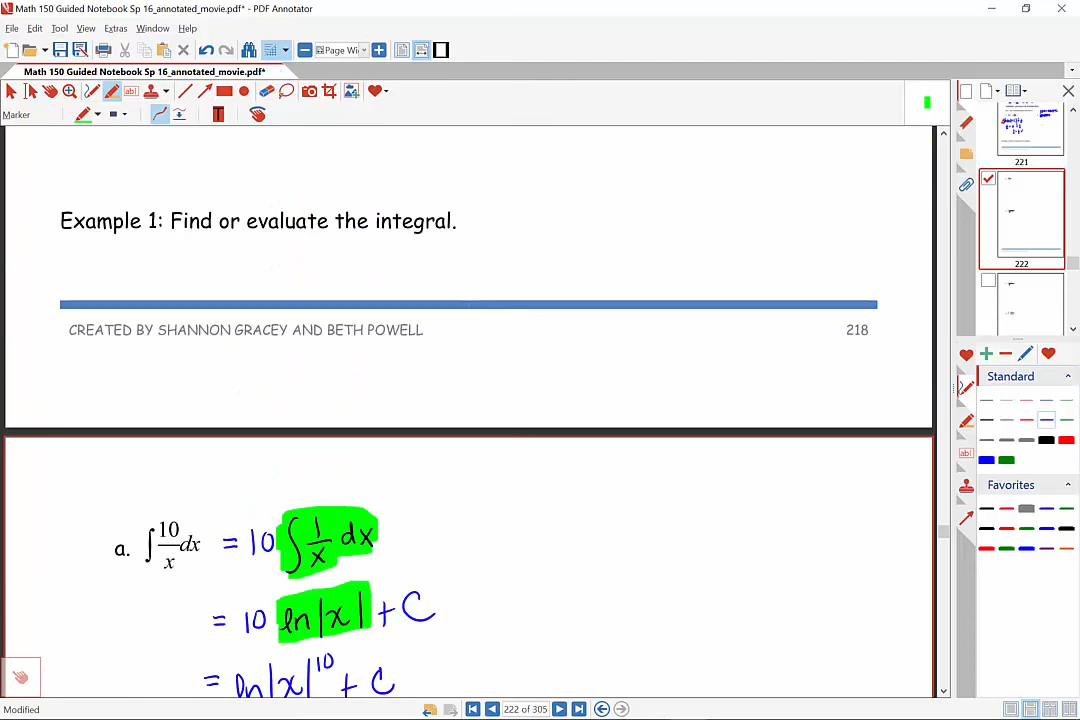 Math 150 Guided Notebook Sp 16_annotated_movie.pdf* - PDF Annotator
File Edit Tool View Extras Window Help
Page Wi
Math 150 Guided Notebook Sp 16_annotated_movie.pdf*
Marker
Example 1: Find or evaluate the integral.
CREATED BY SHANNON GRACEY AND BETH POWELL 218
a. ∫ 10/x dx = 10 ∫ 1/x dx
= 10 ln|x| + C
= ln|x|^10 + C
221
222
Standard
Favorites
Modified
222 of 305